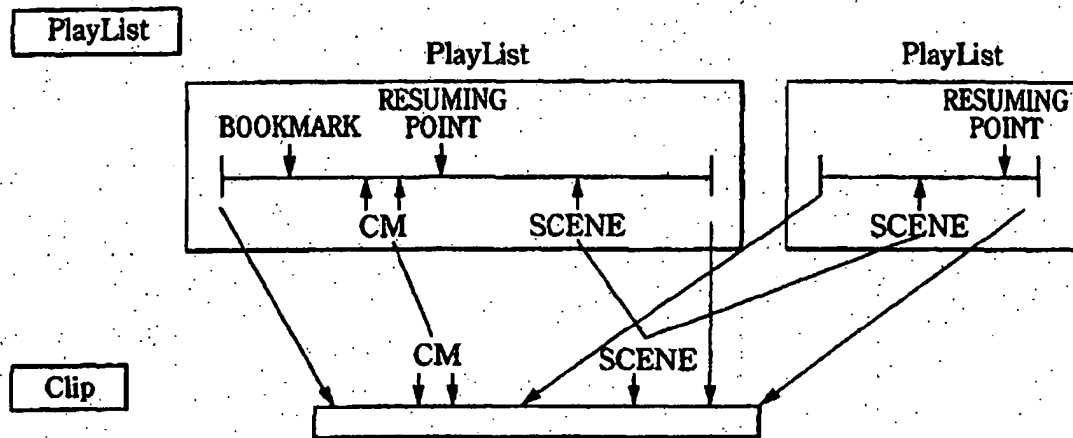 PlayList
PlayList
PlayList
RESUMING
POINT
BOOKMARK
RESUMING
POINT
CM
SCENE
SCENE
CM
SCENE
Clip